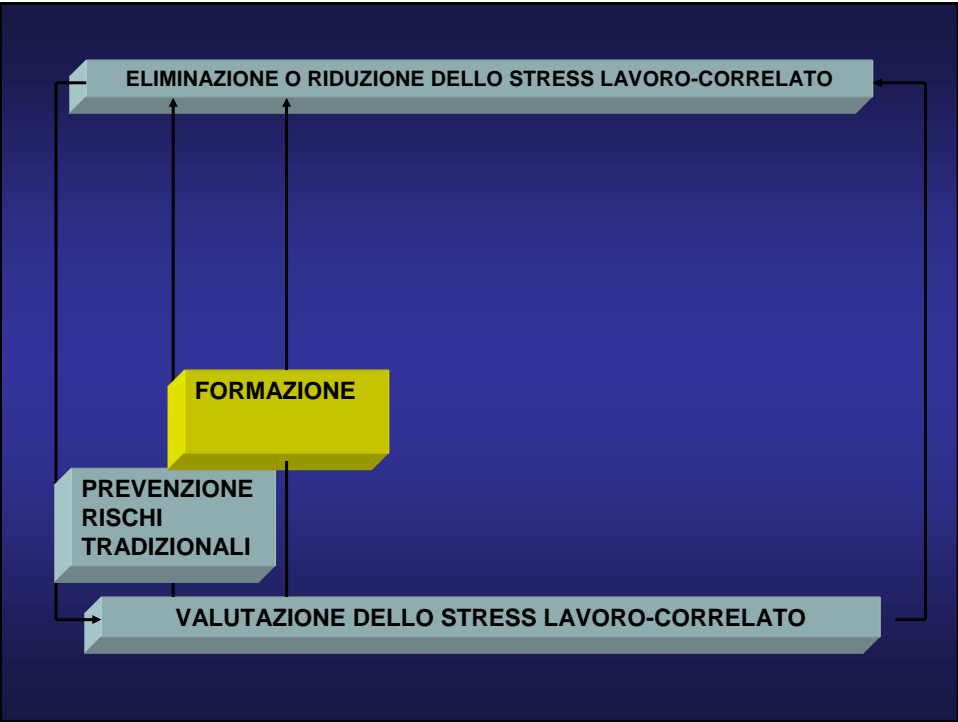 ELIMINAZIONE O RIDUZIONE DELLO STRESS LAVORO-CORRELATO
FORMAZIONE
PREVENZIONE
RISCHI
TRADIZIONALI
VALUTAZIONE DELLO STRESS LAVORO-CORRELATO